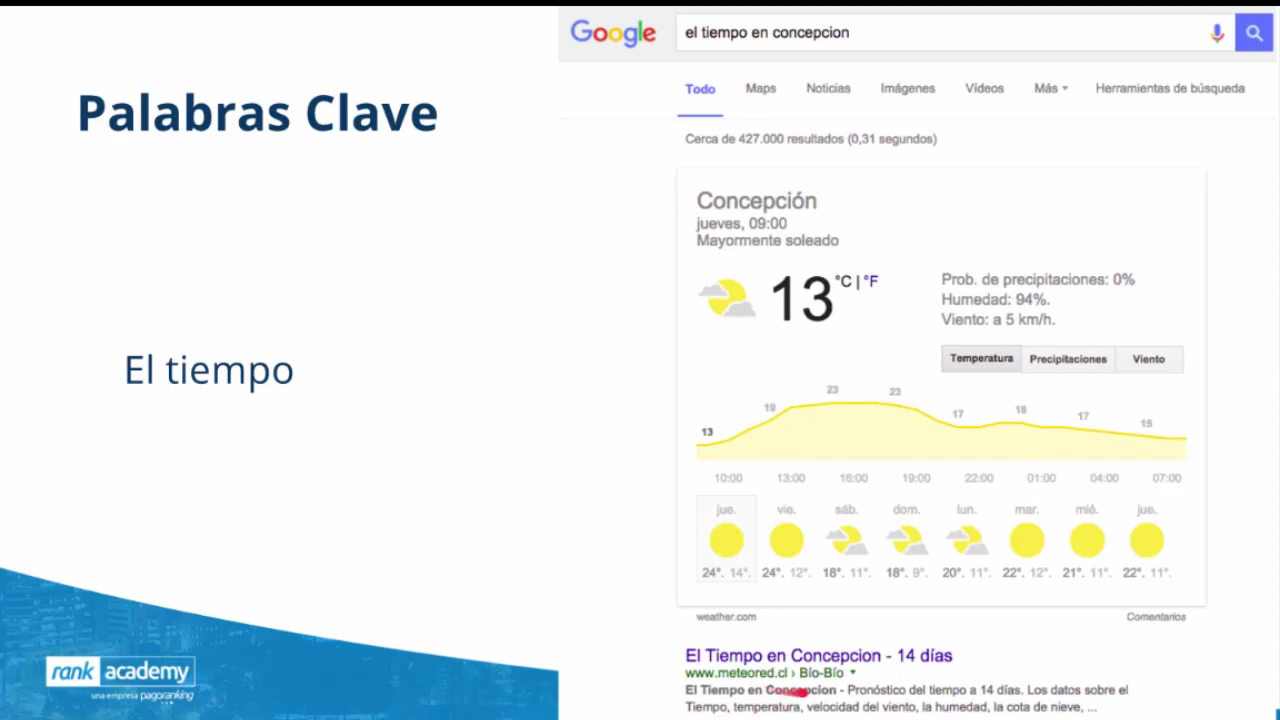 Palabras Clave
El tiempo
rank academy
una empresa pagoranking
Google
el tiempo en concepcion
Todo Maps Noticias Imágenes Vídeos Más Herramientas de búsqueda
Cerca de 427.000 resultados (0,31 segundos)
Concepción
jueves, 09:00
Mayormente soleado
13 °C | °F
Prob. de precipitaciones: 0%
Humedad: 94%.
Viento: a 5 km/h.
Temperatura Precipitaciones Viento
13 19 23 23 17 18 17 15
10:00 13:00 16:00 19:00 22:00 01:00 04:00 07:00
jue. vie. sáb. dom. lun. mar. mié. jue.
24°. 14°. 24°. 12°. 18°. 11°. 18°. 9°. 20°. 11°. 22°. 12°. 21°. 11°. 22°. 11°.
weather.com Comentarios
El Tiempo en Concepcion - 14 días
www.meteored.cl › Bío-Bío
El Tiempo en Concepcion - Pronóstico del tiempo a 14 días. Los datos sobre el
Tiempo, temperatura, velocidad del viento, la humedad, la cota de nieve, ...